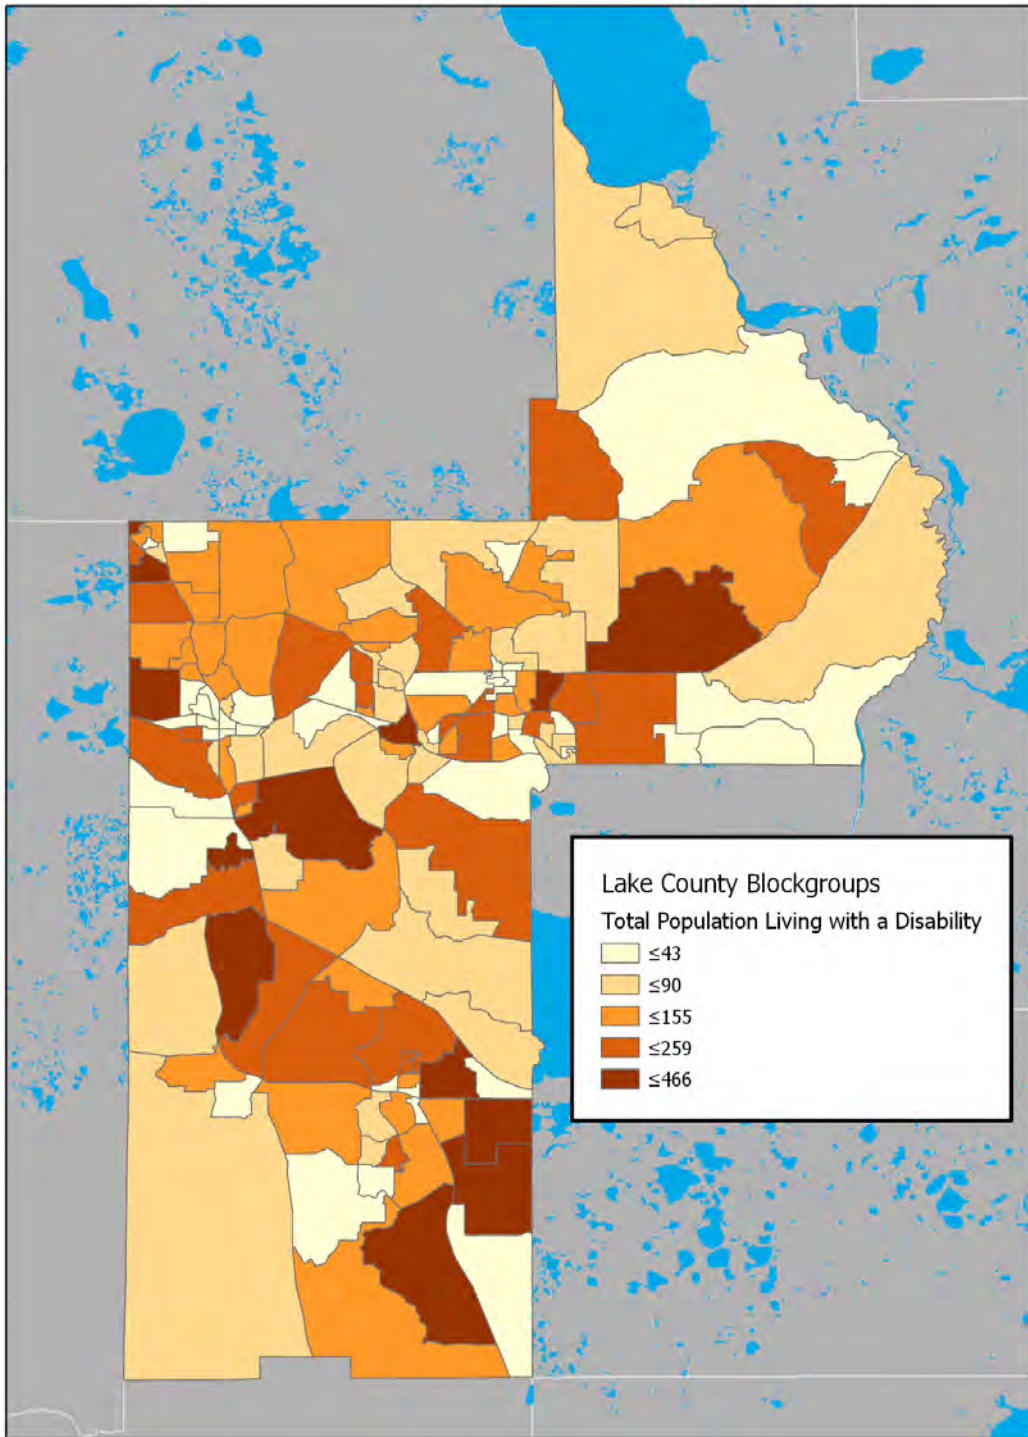 Lake County Blockgroups
Total Population Living with a Disability
≤43
≤90
≤155
≤259
≤466